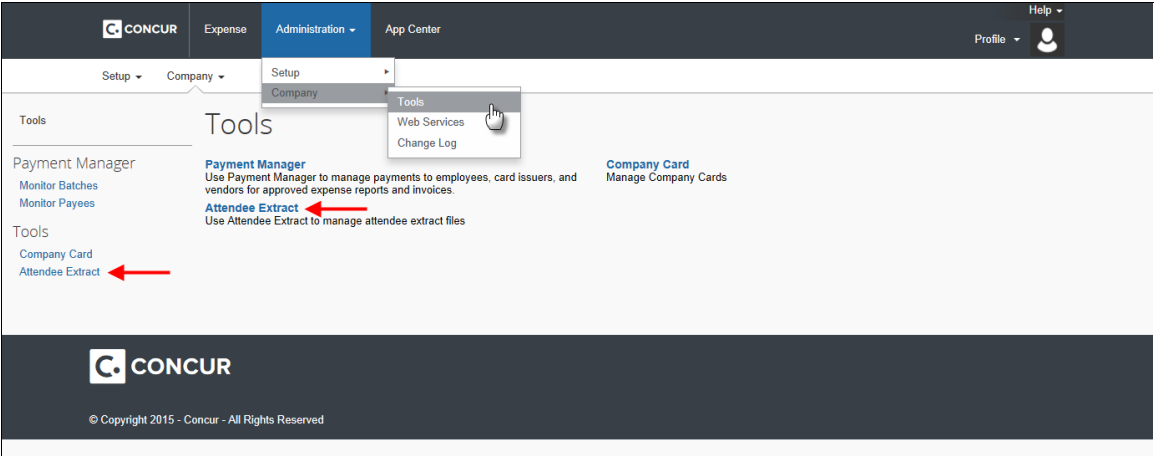 Help
C. CONCUR
Expense
Administration
App Center
Profile
Setup
Company
Setup
Company
Tools
Web Services
Change Log
Tools
Payment Manager
Monitor Batches
Monitor Payees
Tools
Company Card
Attendee Extract
Tools
Payment Manager
Use Payment Manager to manage payments to employees, card issuers, and
vendors for approved expense reports and invoices.
Attendee Extract
Use Attendee Extract to manage attendee extract files
Company Card
Manage Company Cards
C. CONCUR
© Copyright 2015 - Concur - All Rights Reserved